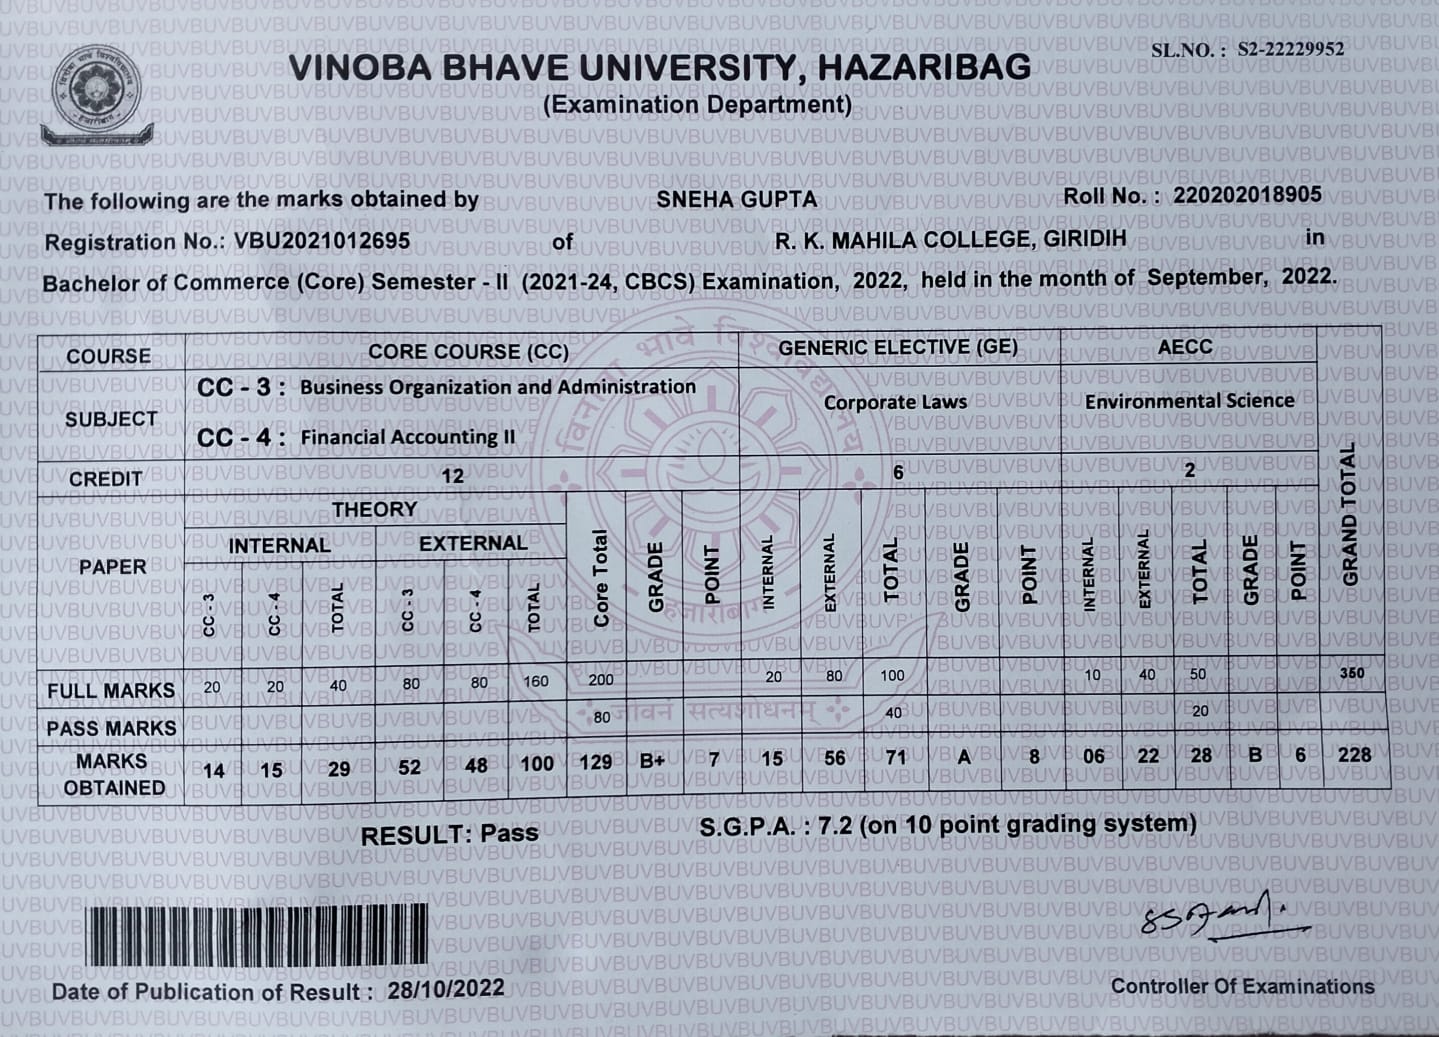 SL.NO. : S2-22229952
VINOBA BHAVE UNIVERSITY, HAZARIBAG
(Examination Department)
The following are the marks obtained by SNEHA GUPTA Roll No. : 220202018905
Registration No.: VBU2021012695 of R. K. MAHILA COLLEGE, GIRIDIH in
Bachelor of Commerce (Core) Semester - II (2021-24, CBCS) Examination, 2022, held in the month of September, 2022.
COURSE CORE COURSE (CC) GENERIC ELECTIVE (GE) AECC GRAND TOTAL
SUBJECT CC - 3 : Business Organization and Administration Corporate Laws Environmental Science
CC - 4 : Financial Accounting II
CREDIT 12 6 2
PAPER THEORY
INTERNAL EXTERNAL
CC - 3 CC - 4 TOTAL CC - 3 CC - 4 TOTAL Core Total GRADE POINT INTERNAL EXTERNAL TOTAL GRADE POINT INTERNAL EXTERNAL TOTAL GRADE POINT
FULL MARKS 20 20 40 80 80 160 200 20 80 100 10 40 50 350
PASS MARKS 80 40 20
MARKS OBTAINED 14 15 29 52 48 100 129 B+ 7 15 56 71 A 8 06 22 28 B 6 228
RESULT: Pass S.G.P.A. : 7.2 (on 10 point grading system)
Date of Publication of Result : 28/10/2022
Controller Of Examinations
विनोबा भावे विश्वविद्यालय
हजारीबाग
जीवनं सत्यशोधनम्